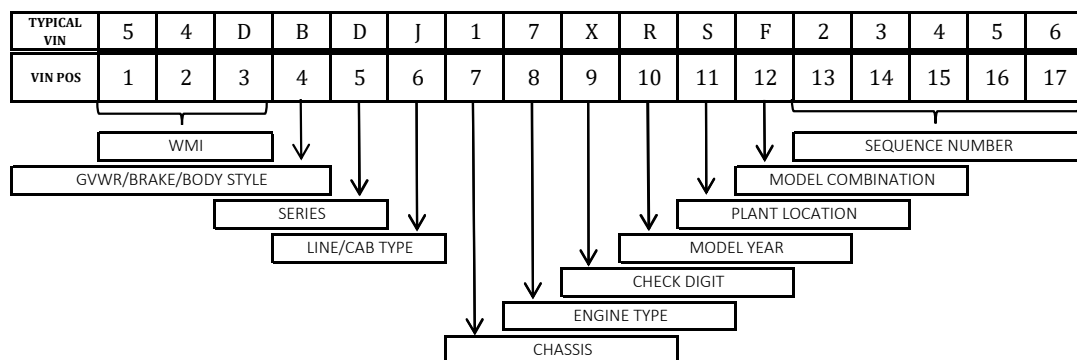 TYPICAL VIN 5 4 D B D J 1 7 X R S F 2 3 4 5 6
VIN POS 1 2 3 4 5 6 7 8 9 10 11 12 13 14 15 16 17
WMI SEQUENCE NUMBER
GVWR/BRAKE/BODY STYLE MODEL COMBINATION
SERIES PLANT LOCATION
LINE/CAB TYPE MODEL YEAR
CHECK DIGIT
ENGINE TYPE
CHASSIS